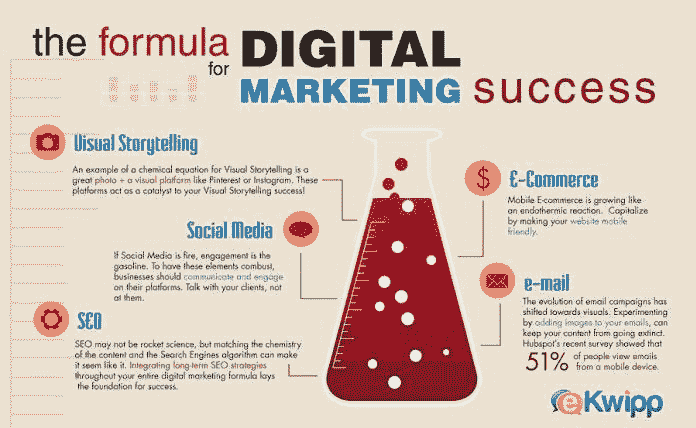 the formula
for
DIGITAL
MARKETING success
Visual Storytelling
An example of a chemical equation for Visual Storytelling is a
great photo + a visual platform like Pinterest or Instagram. These
platforms act as a catalyst to your Visual Storytelling success!
Social Media
If Social Media is fire, engagement is the
gasoline. To have these elements combust,
businesses should communicate and engage
on their platforms. Talk with your clients, not
at them.
SEO
SEO may not be rocket science, but matching the chemistry
of the content and the Search Engines algorithm can make
it seem like it. Integrating long-term SEO strategies
throughout your entire digital marketing formula lays
the foundation for success.
$
E-Commerce
Mobile E-commerce is growing like
an endothermic reaction. Capitalize
by making your website mobile
friendly.
e-mail
The evolution of email campaigns has
shifted towards visuals. Experimenting
by adding images to your emails, can
keep your content from going extinct.
Hubspot's recent survey showed that
51% of people view emails
from a mobile device.
eKwipp